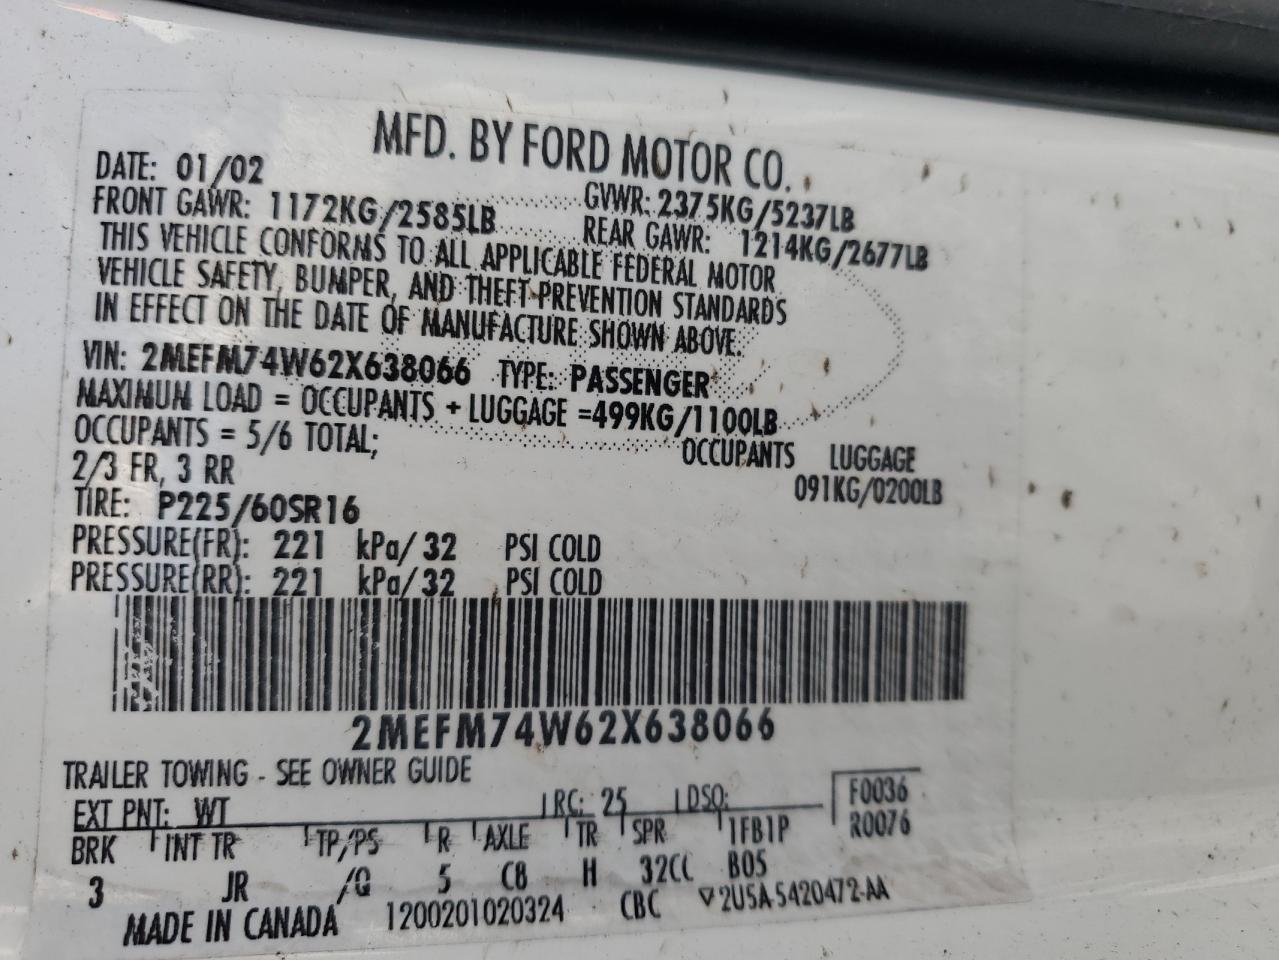 MFD. BY FORD MOTOR CO.
DATE: 01/02 GVWR: 2375KG/5237LB
FRONT GAWR: 1172KG/2585LB REAR GAWR: 1214KG/2677LB
THIS VEHICLE CONFORMS TO ALL APPLICABLE FEDERAL MOTOR
VEHICLE SAFETY, BUMPER, AND THEFT-PREVENTION STANDARDS
IN EFFECT ON THE DATE OF MANUFACTURE SHOWN ABOVE.
VIN: 2MEFM74W62X638066 TYPE: PASSENGER
MAXIMUM LOAD = OCCUPANTS + LUGGAGE =499KG/1100LB
OCCUPANTS = 5/6 TOTAL; OCCUPANTS LUGGAGE
2/3 FR, 3 RR 091KG/0200LB
TIRE: P225/60SR16
PRESSURE(FR): 221 kPa/ 32 PSI COLD
PRESSURE(RR): 221 kPa/ 32 PSI COLD
2MEFM74W62X638066
TRAILER TOWING - SEE OWNER GUIDE
EXT PNT: WT RC: 25 DSO: F0036
BRK INT TR TP/PS R AXLE TR SPR 1FB1P R0076
3 JR /Q 5 C8 H 32CC B05
MADE IN CANADA 1200201020324 CBC ▽2U5A-5420472-AA